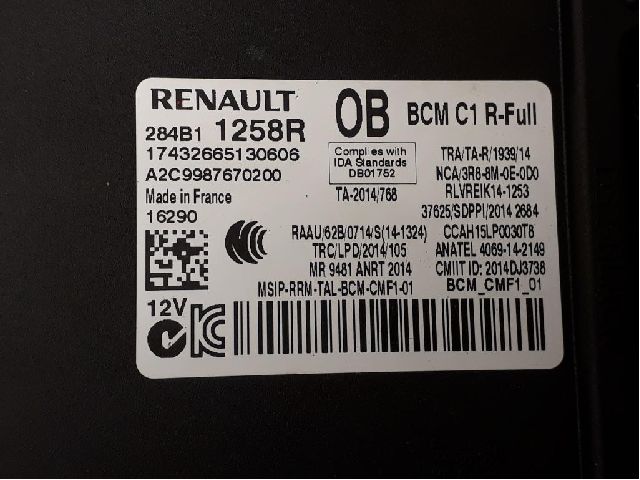 RENAULT
OB
BCM C1 R-Full
284B1 1258R
17432665130606
A2C9987670200
Made in France
16290
Complies with
IDA Standards
DB01752
TA-2014/768
TRA/TA-R/1939/14
NCA/3R8-8M-0E-0D0
RLVREIK14-1253
37625/SDPPI/2014 2684
RAAU/62B/0714/S(14-1324)
CCAH15LP0030T8
TRC/LPD/2014/105
ANATEL 4069-14-2149
MR 9481 ANRT 2014
CMIIT ID: 2014DJ3738
MSIP-RRM-TAL-BCM-CMF1-01
BCM_CMF1_01
12V